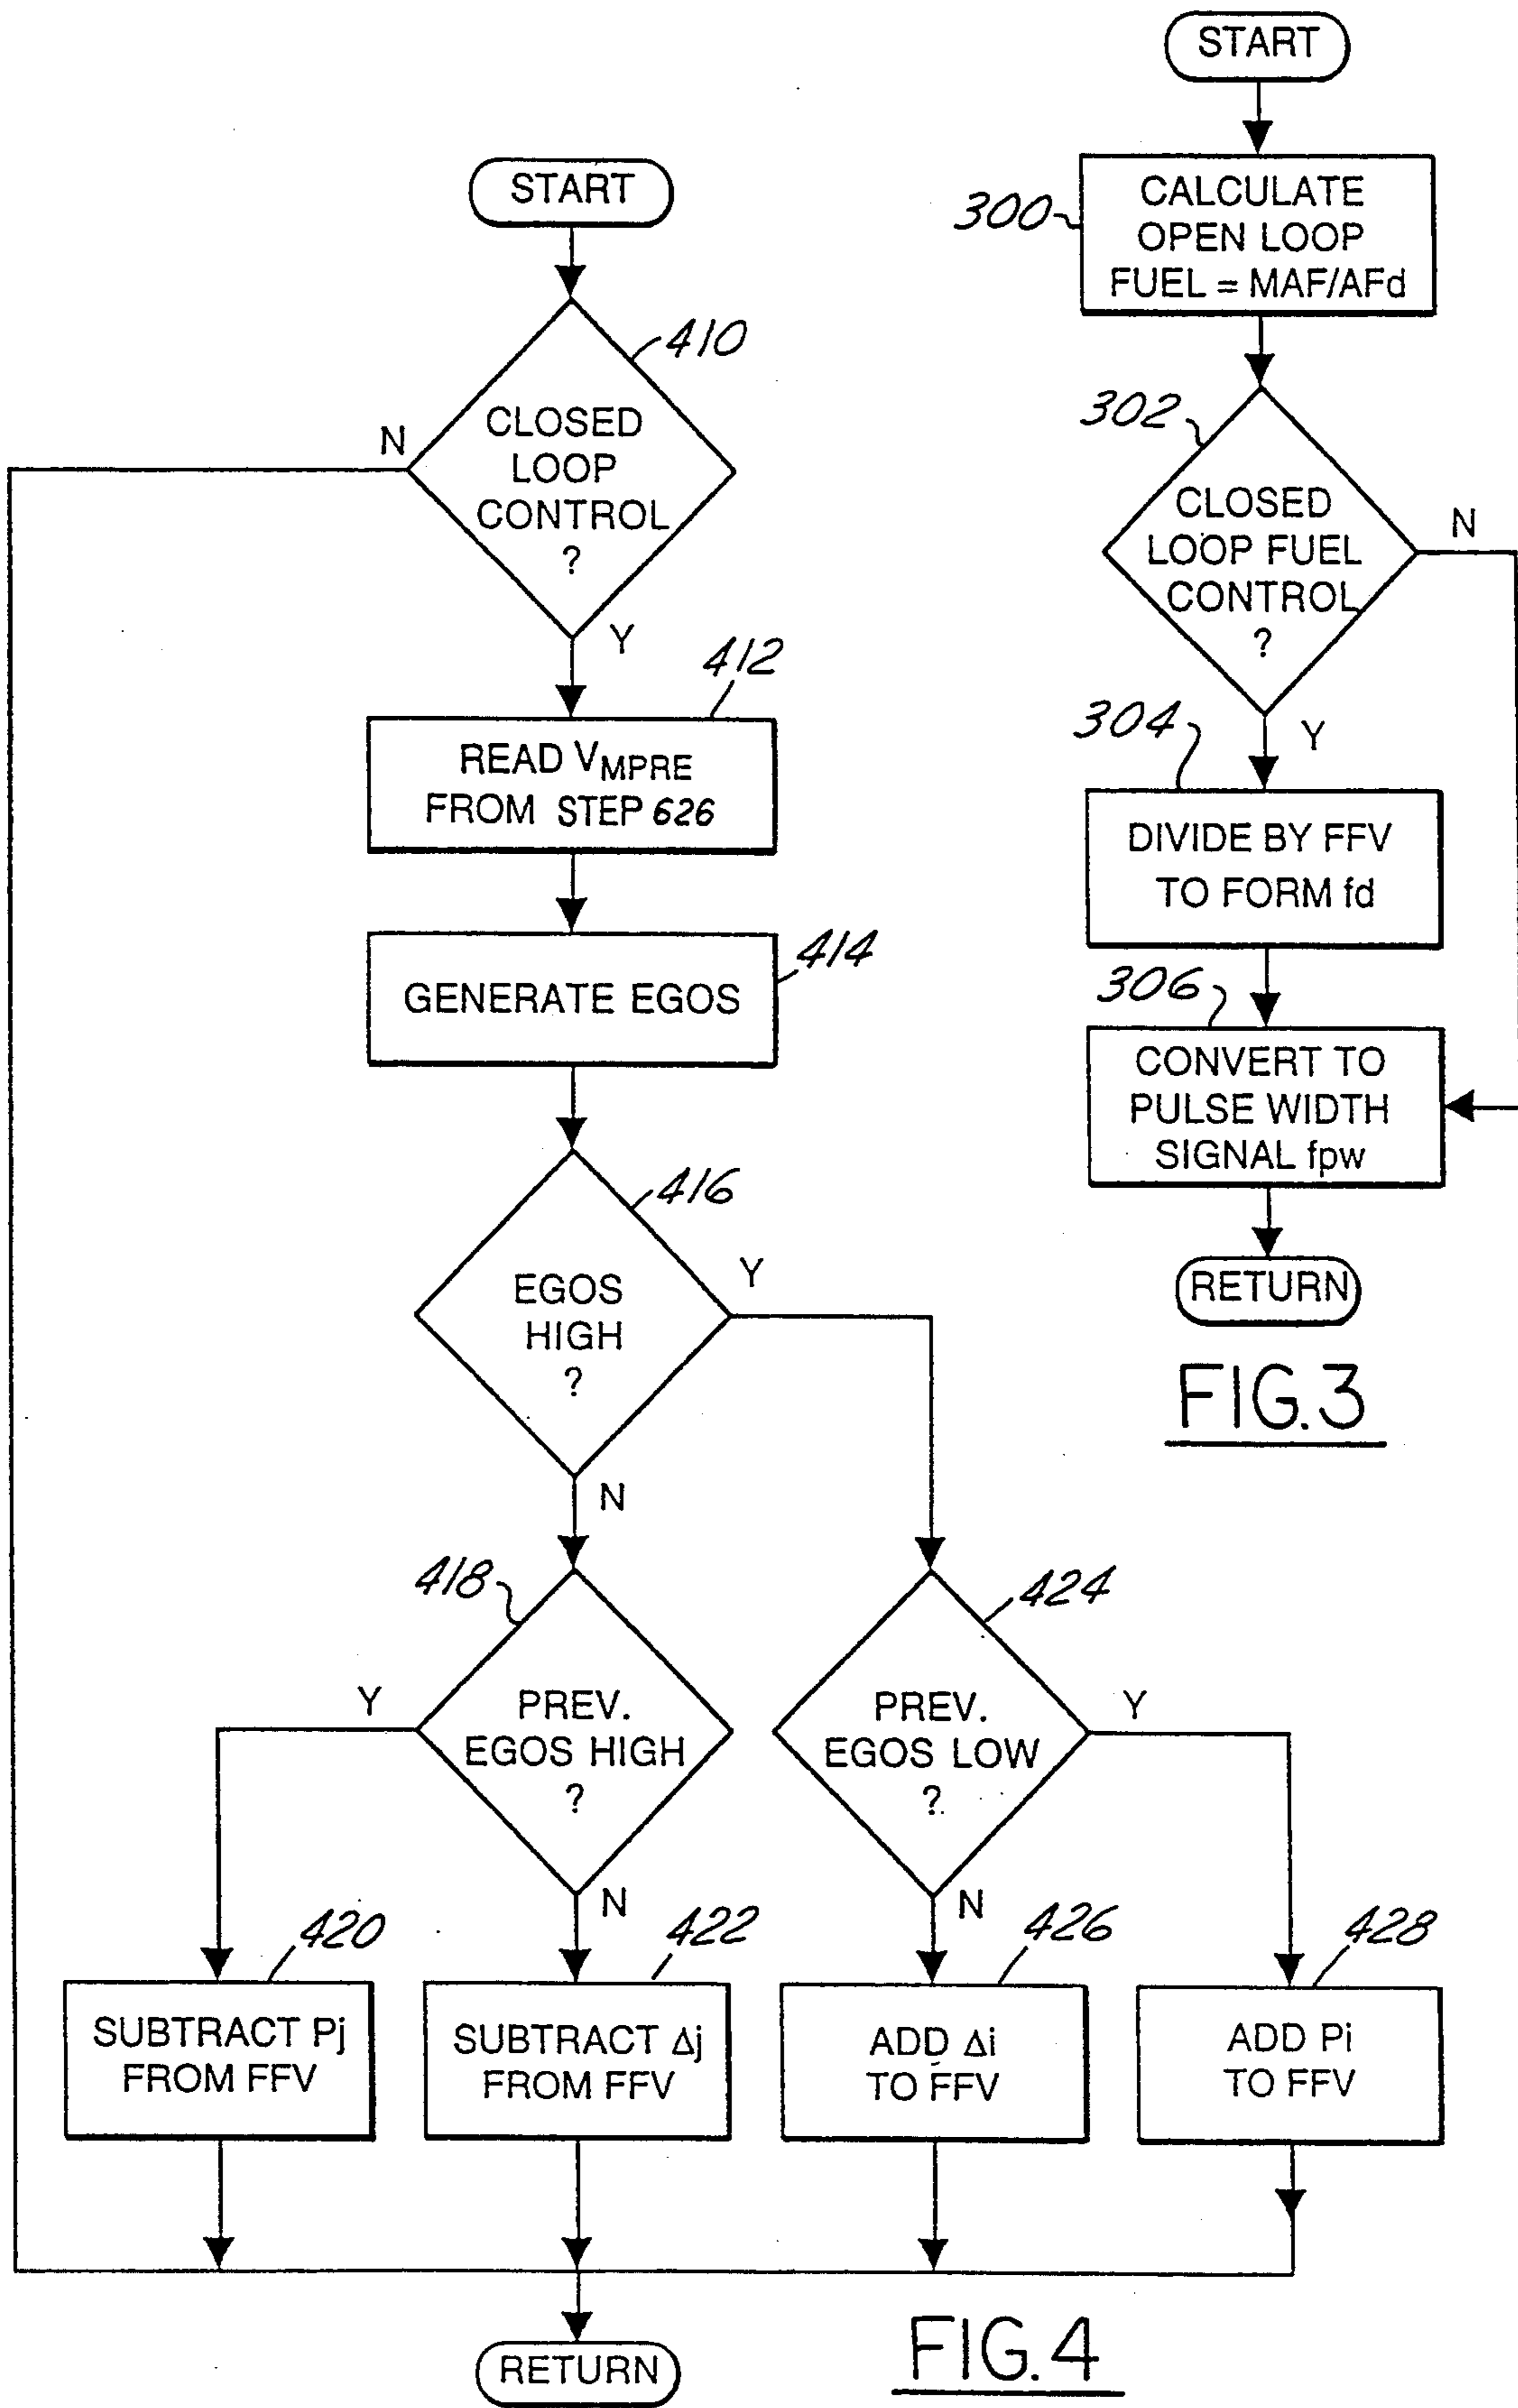 START
300
CALCULATE
OPEN LOOP
FUEL = MAF/AFd
302
CLOSED
LOOP FUEL
CONTROL
?
N
Y
304
DIVIDE BY FFV
TO FORM fd
306
CONVERT TO
PULSE WIDTH
SIGNAL fpw
RETURN
FIG.3
START
410
CLOSED
LOOP
CONTROL
?
N
Y
412
READ VMPRE
FROM STEP 626
414
GENERATE EGOS
416
EGOS
HIGH
?
Y
N
418
PREV.
EGOS HIGH
?
Y
N
424
PREV.
EGOS LOW
?
Y
N
420
SUBTRACT Pj
FROM FFV
422
SUBTRACT Δj
FROM FFV
426
ADD Δi
TO FFV
428
ADD Pi
TO FFV
RETURN
FIG.4